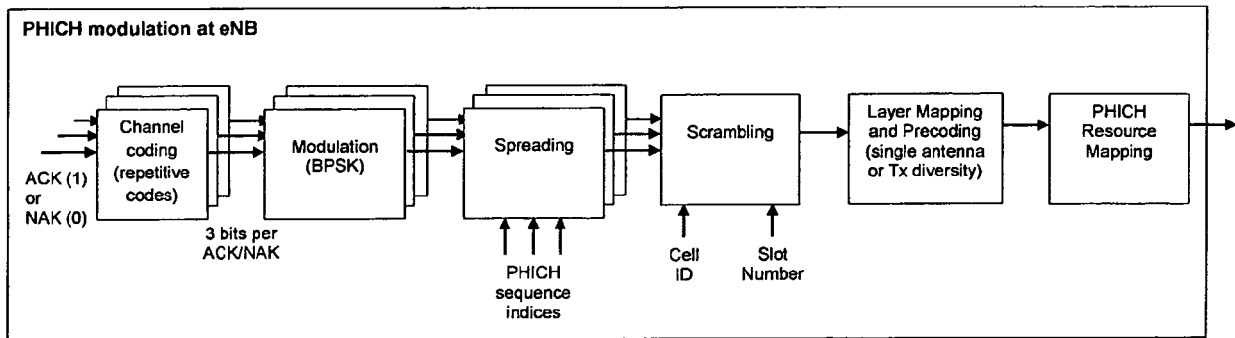 PHICH modulation at eNB
Channel
coding
(repetitive
codes)
Modulation
(BPSK)
Spreading
Scrambling
Layer Mapping
and Precoding
(single antenna
or Tx diversity)
PHICH
Resource
Mapping
ACK (1)
or
NAK (0)
3 bits per
ACK/NAK
PHICH
sequence
indices
Cell
ID
Slot
Number